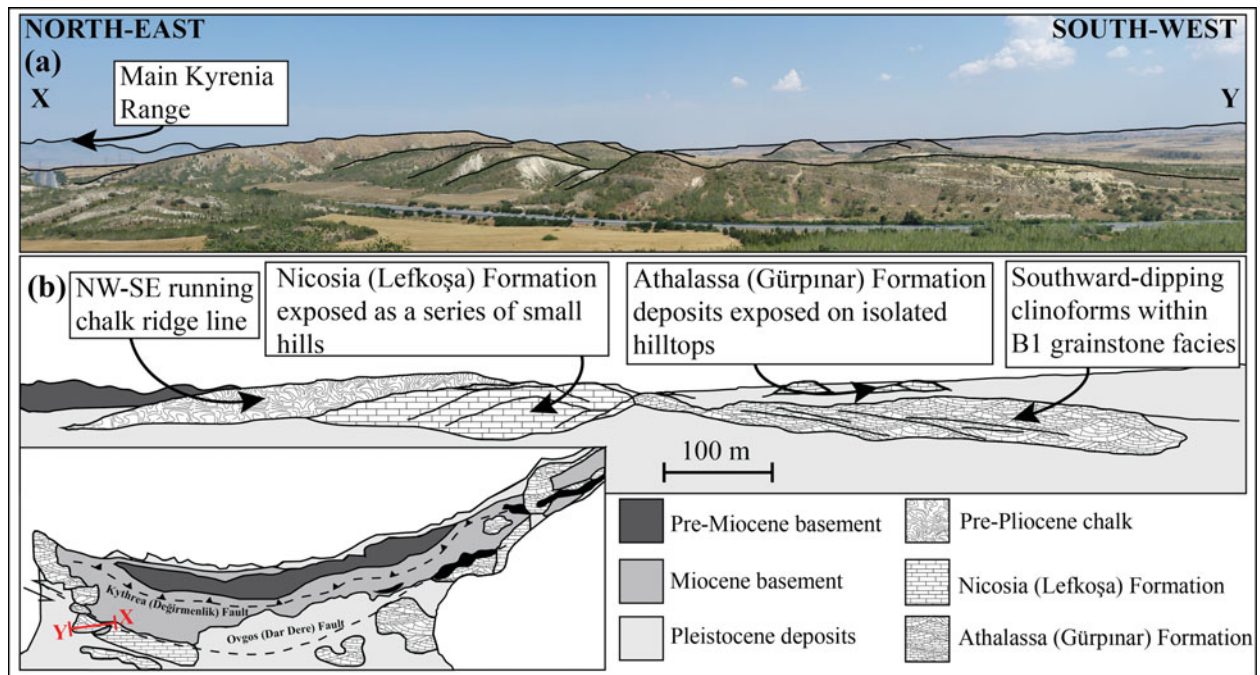 NORTH-EAST
SOUTH-WEST
(a)
X
Main Kyrenia
Range
Y
(b)
NW-SE running
chalk ridge line
Nicosia (Lefkoşa) Formation
exposed as a series of small
hills
Athalassa (Gürpınar) Formation
deposits exposed on isolated
hilltops
Southward-dipping
clinoforms within
B1 grainstone facies
100 m
Kythrea (Değirmenlik) Fault
Y
X
Ovgos (Dar Dere) Fault
Pre-Miocene basement
Miocene basement
Pleistocene deposits
Pre-Pliocene chalk
Nicosia (Lefkoşa) Formation
Athalassa (Gürpınar) Formation